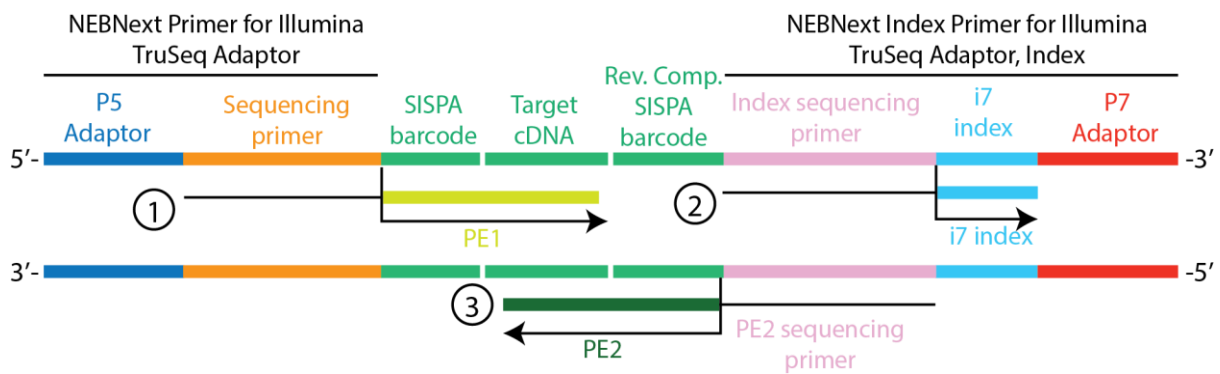 NEBNext Primer for Illumina
TruSeq Adaptor
NEBNext Index Primer for Illumina
TruSeq Adaptor, Index
P5
Adaptor
Sequencing
primer
SISPA
barcode
Target
cDNA
Rev. Comp.
SISPA
barcode
Index sequencing
primer
i7
index
P7
Adaptor
5′-
-3′
1
PE1
2
i7 index
3′-
-5′
3
PE2
PE2 sequencing
primer